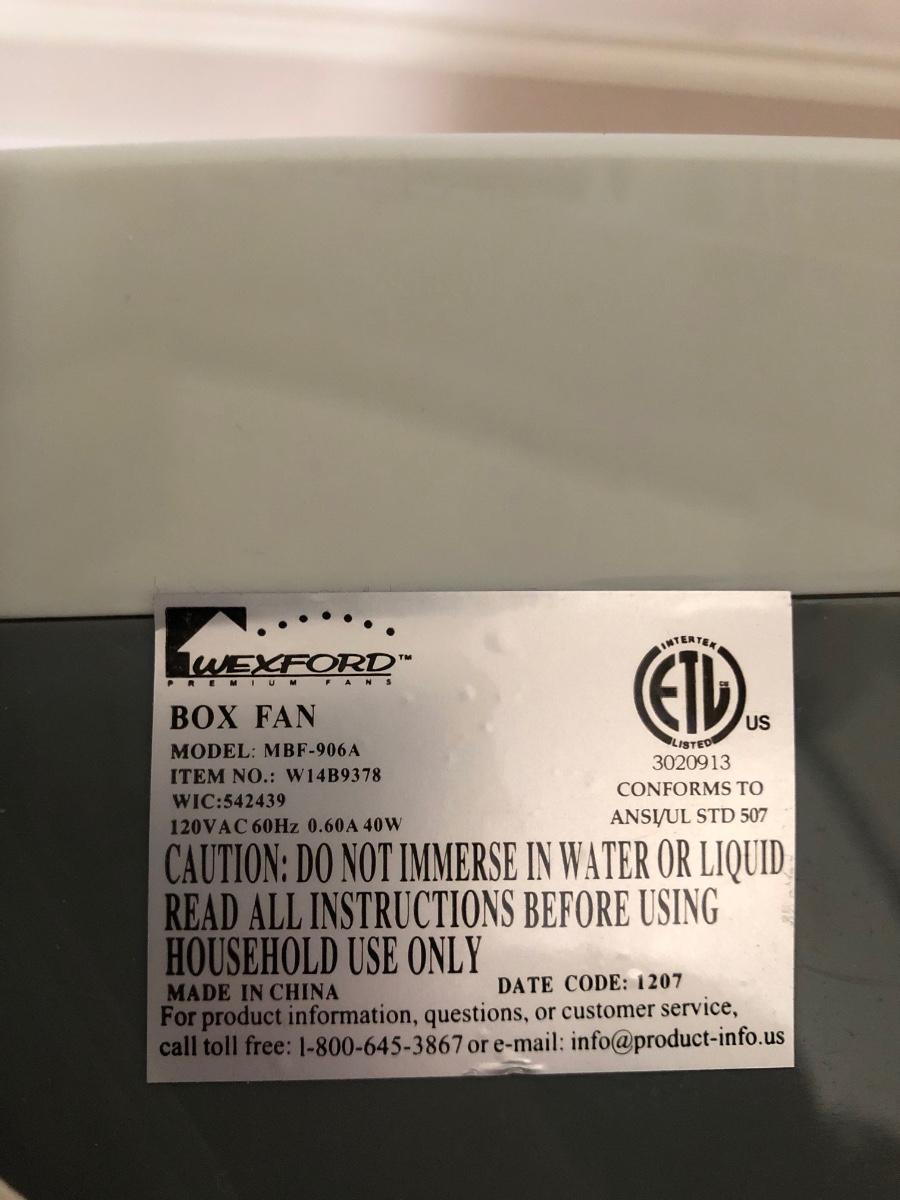 WEXFORD™
PREMIUM FANS
BOX FAN
MODEL: MBF-906A
ITEM NO.: W14B9378
WIC:542439
120VAC 60Hz 0.60A 40W
INTERTEK
ETL CM
US
LISTED
3020913
CONFORMS TO
ANSI/UL STD 507
CAUTION: DO NOT IMMERSE IN WATER OR LIQUID
READ ALL INSTRUCTIONS BEFORE USING
HOUSEHOLD USE ONLY
MADE IN CHINA
DATE CODE: 1207
For product information, questions, or customer service,
call toll free: 1-800-645-3867 or e-mail: info@product-info.us